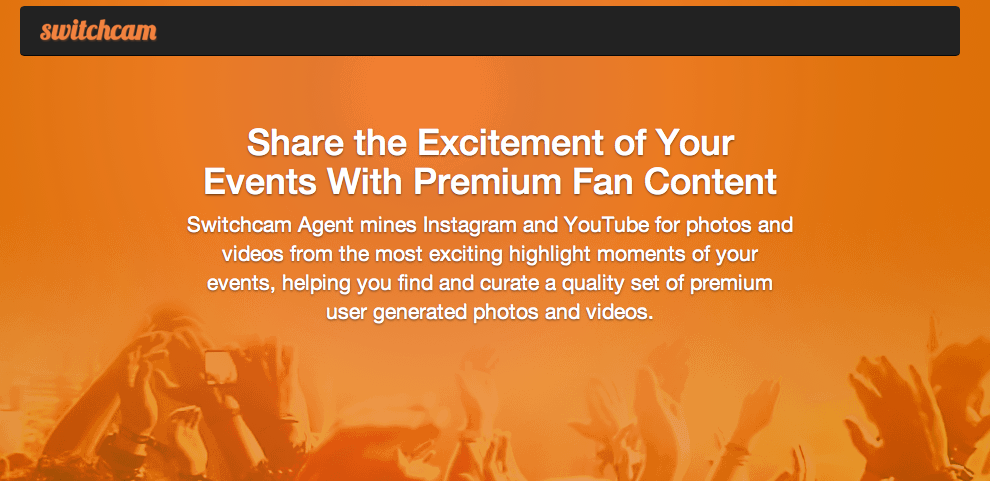 switchcam
Share the Excitement of Your
Events With Premium Fan Content
Switchcam Agent mines Instagram and YouTube for photos and
videos from the most exciting highlight moments of your
events, helping you find and curate a quality set of premium
user generated photos and videos.